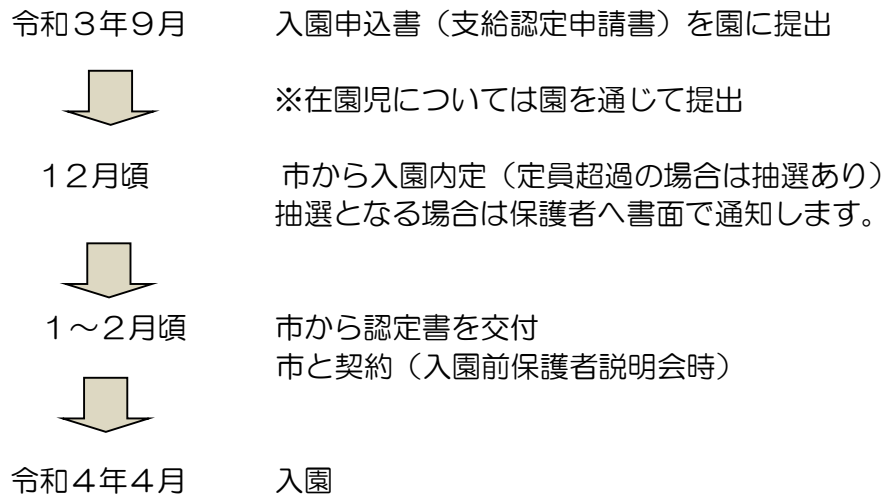 令和３年９月 入園申込書（支給認定申請書）を園に提出
※在園児については園を通じて提出
１２月頃 市から入園内定（定員超過の場合は抽選あり）
抽選となる場合は保護者へ書面で通知します。
１～２月頃 市から認定書を交付
市と契約（入園前保護者説明会時）
令和４年４月 入園